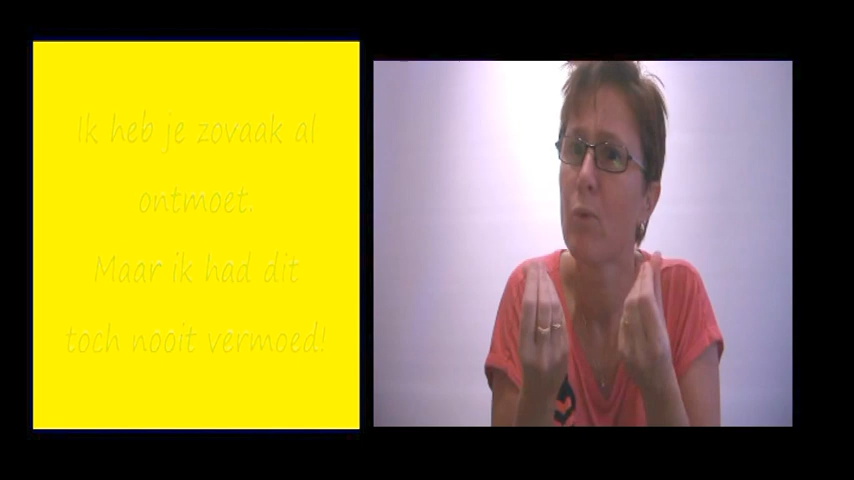 Ik heb je zovaak al
ontmoet.
Maar ik had dit
toch nooit vermoed!